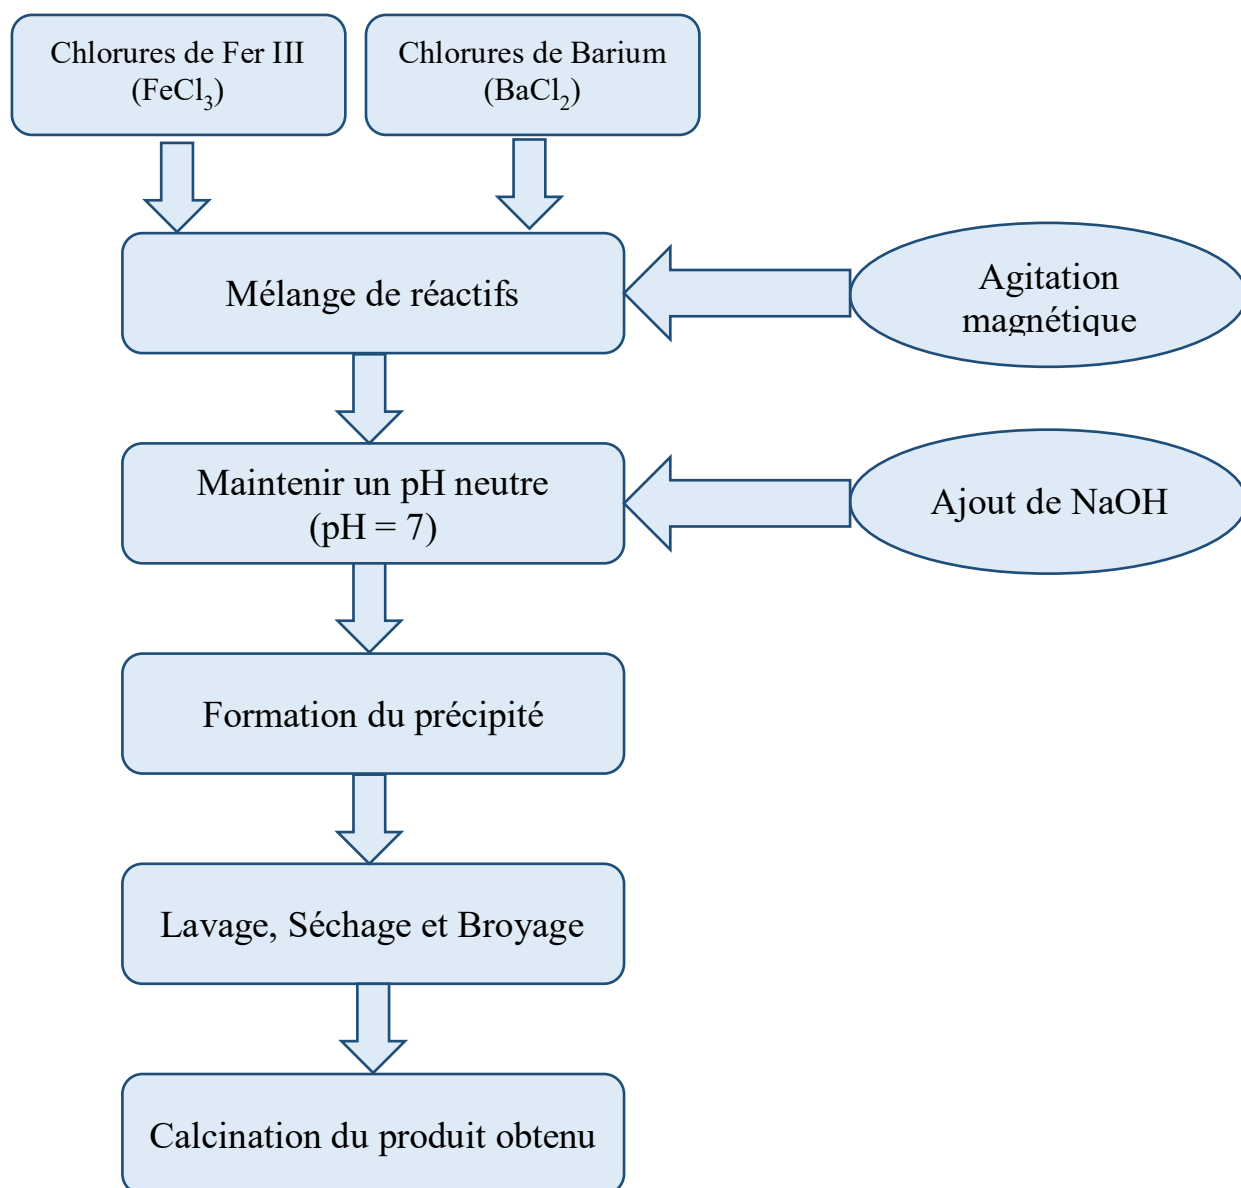 Chlorures de Fer III
(FeCl₃)
Chlorures de Barium
(BaCl₂)
Mélange de réactifs
Agitation
magnétique
Maintenir un pH neutre
(pH = 7)
Ajout de NaOH
Formation du précipité
Lavage, Séchage et Broyage
Calcination du produit obtenu